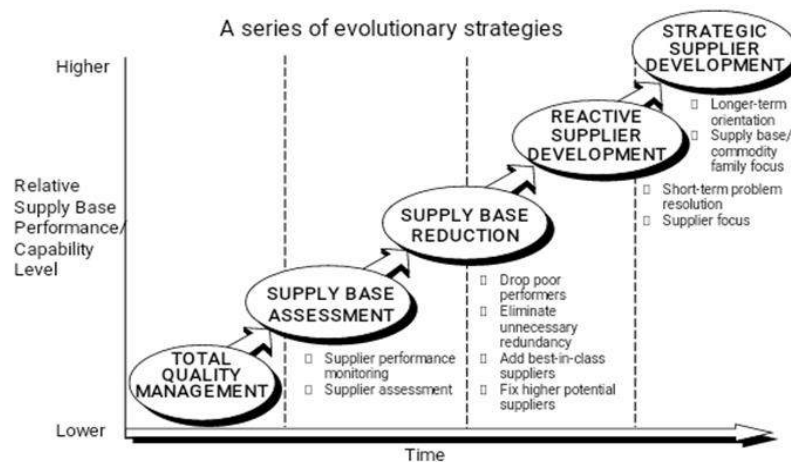 A series of evolutionary strategies
Higher
Relative
Supply Base
Performance/
Capability
Level
Lower
Time
TOTAL
QUALITY
MANAGEMENT
SUPPLY BASE
ASSESSMENT
Supplier performance
monitoring
Supplier assessment
SUPPLY BASE
REDUCTION
Drop poor
performers
Eliminate
unnecessary
redundancy
Add best-in-class
suppliers
Fix higher potential
suppliers
REACTIVE
SUPPLIER
DEVELOPMENT
Short-term problem
resolution
Supplier focus
STRATEGIC
SUPPLIER
DEVELOPMENT
Longer-term
orientation
Supply base/
commodity
family focus